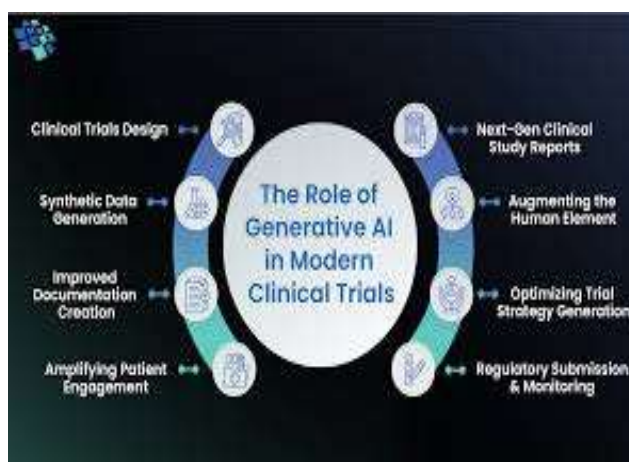 The Role of
Generative AI
in Modern
Clinical Trials
Clinical Trials Design
Synthetic Data
Generation
Improved
Documentation
Creation
Amplifying Patient
Engagement
Next-Gen Clinical
Study Reports
Augmenting the
Human Element
Optimizing Trial
Strategy Generation
Regulatory Submission
& Monitoring